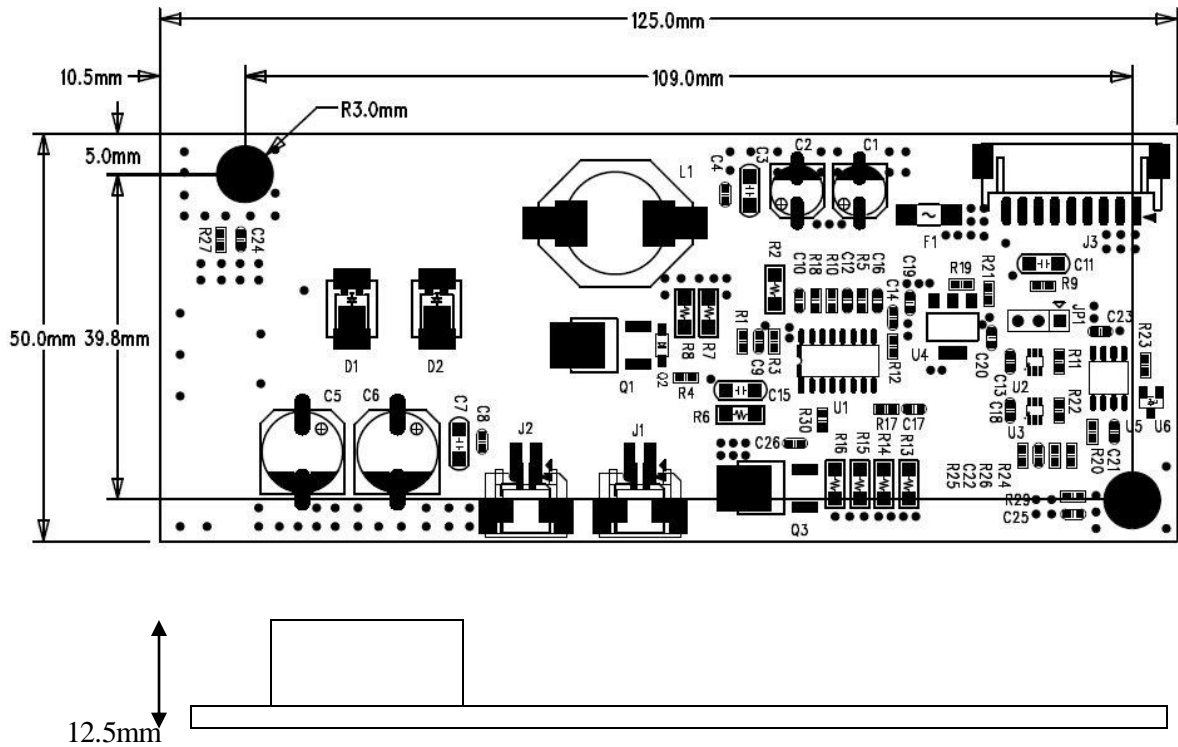 125.0mm
10.5mm
109.0mm
R3.0mm
5.0mm
50.0mm 39.8mm
L1
C4
C3
C2
C1
F1
J3
R27
C24
R2
C10
R18
R10
C12
R5
C16
C19
R19
R21
C11
R9
JP1
C14
C23
R23
D1
D2
Q1
Q2
R8
R7
R4
R1
C9
R3
U1
R12
U4
C20
C13
U2
R11
C15
R6
R30
R17
C17
C18
U3
R22
U5
U6
C5
C6
C7
C8
J2
J1
C26
R16
R15
R14
R13
R25
C22
R26
R24
R20
C21
Q3
R29
C25
12.5mm